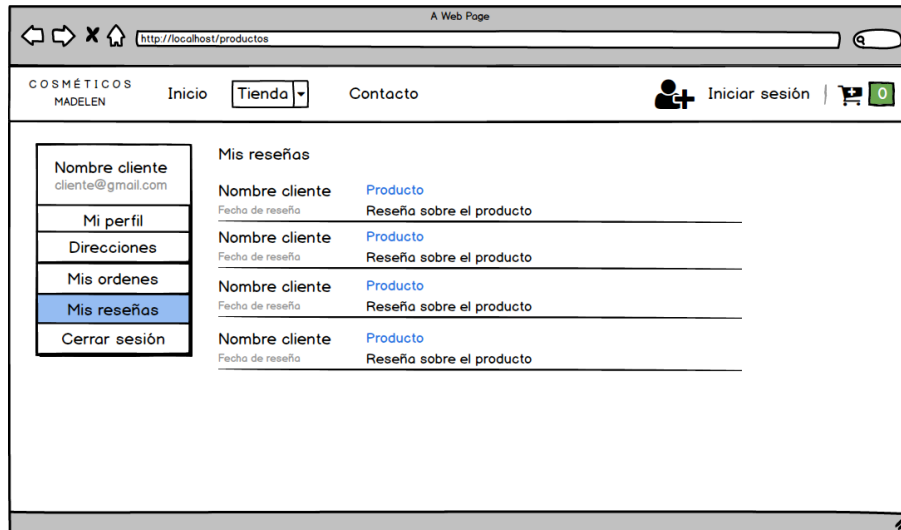 A Web Page
http://localhost/productos
COSMÉTICOS
MADELEN
Inicio
Tienda
Contacto
Iniciar sesión
0
Nombre cliente
cliente@gmail.com
Mi perfil
Direcciones
Mis ordenes
Mis reseñas
Cerrar sesión
Mis reseñas
Nombre cliente Producto
Fecha de reseña Reseña sobre el producto
Nombre cliente Producto
Fecha de reseña Reseña sobre el producto
Nombre cliente Producto
Fecha de reseña Reseña sobre el producto
Nombre cliente Producto
Fecha de reseña Reseña sobre el producto